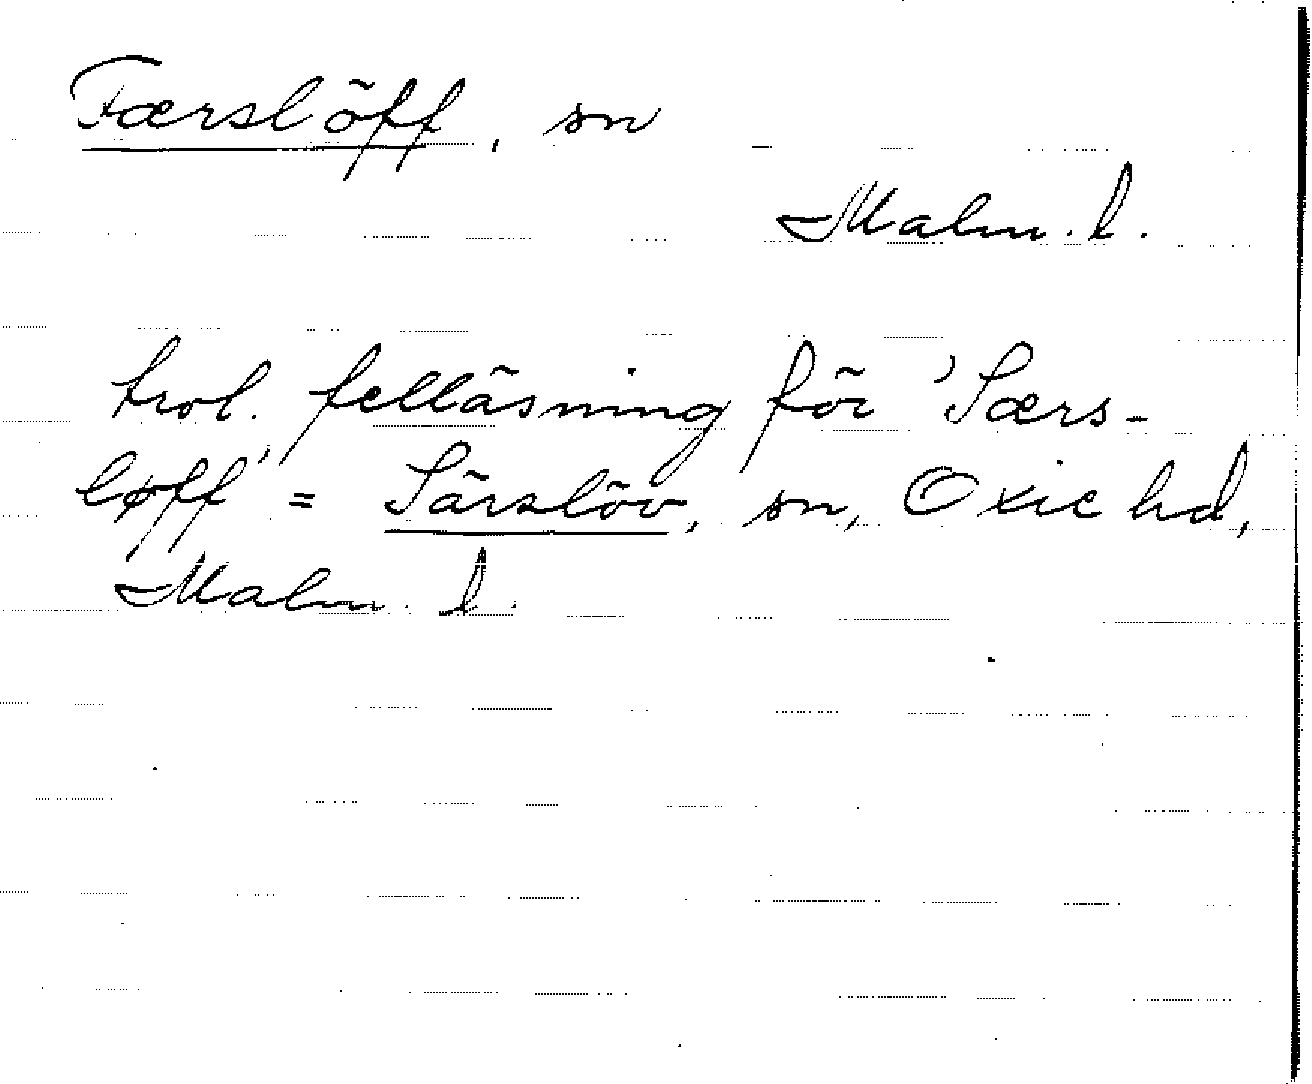 Færslöff, sn
Malm. l.
trol. felläsning för 'Særs-
løff' = Särslöv, sn, Oxie hd,
Malm. l.